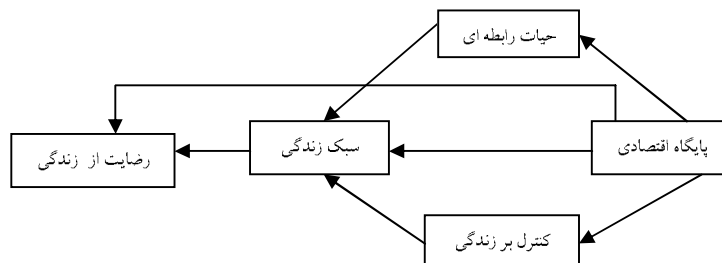 حیات رابطه ای
پایگاه اقتصادی
سبک زندگی
رضایت از زندگی
کنترل بر زندگی